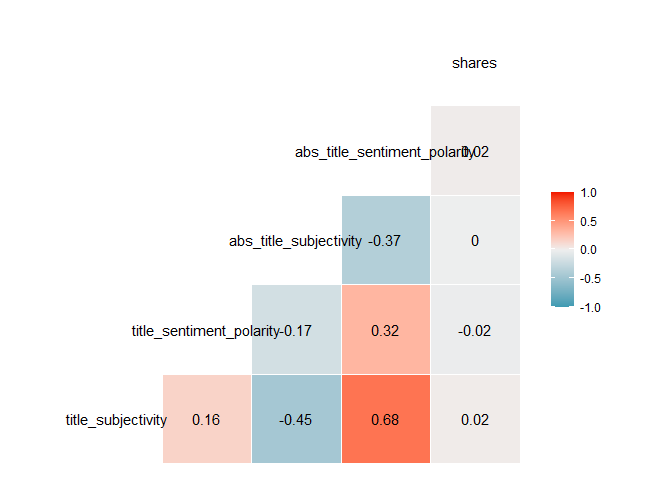 shares
abs_title_sentiment_polarity 0.02
abs_title_subjectivity -0.37 0
title_sentiment_polarity -0.17 0.32 -0.02
title_subjectivity 0.16 -0.45 0.68 0.02
1.0
0.5
0.0
-0.5
-1.0